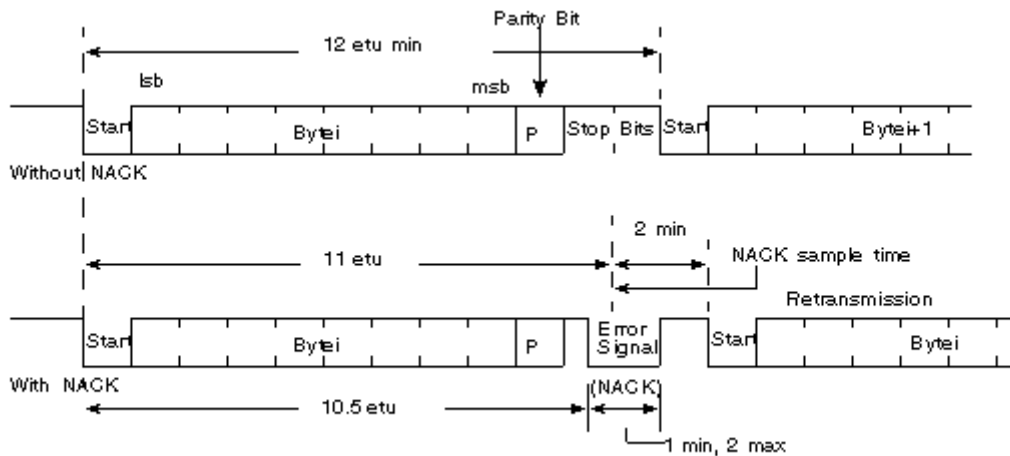 Parity Bit
12 etu min
lsb
msb
Start
Bytei
P
Stop Bits
Start
Bytei+1
Without NACK
2 min
11 etu
NACK sample time
Retransmission
Start
Bytei
P
Error
Signal
Start
Bytei
With NACK
(NACK)
10.5 etu
1 min, 2 max